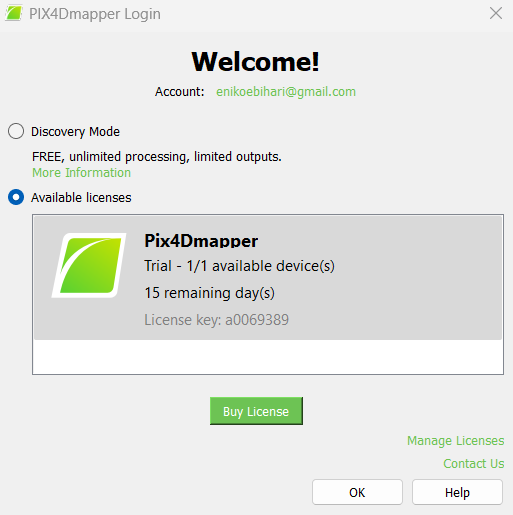 PIX4Dmapper Login
Welcome!
Account: enikoebihari@gmail.com
Discovery Mode
FREE, unlimited processing, limited outputs.
More Information
Available licenses
Pix4Dmapper
Trial - 1/1 available device(s)
15 remaining day(s)
License key: a0069389
Buy License
Manage Licenses
Contact Us
OK Help